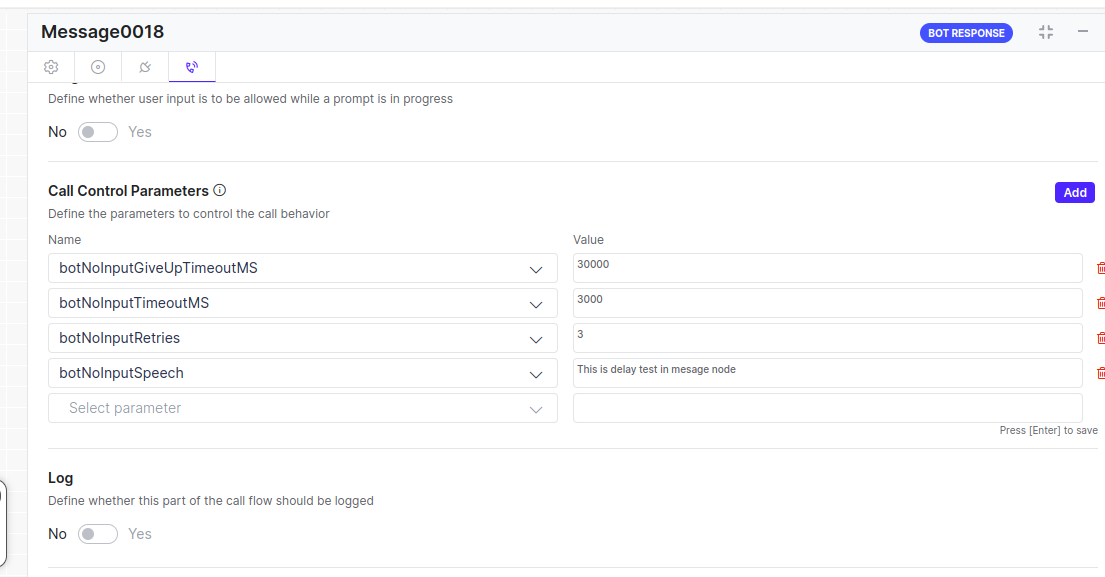 Message0018
BOT RESPONSE
Define whether user input is to be allowed while a prompt is in progress
No Yes
Call Control Parameters
Add
Define the parameters to control the call behavior
Name Value
botNoInputGiveUpTimeoutMS 30000
botNoInputTimeoutMS 3000
botNoInputRetries 3
botNoInputSpeech This is delay test in mesage node
Select parameter
Press [Enter] to save
Log
Define whether this part of the call flow should be logged
No Yes